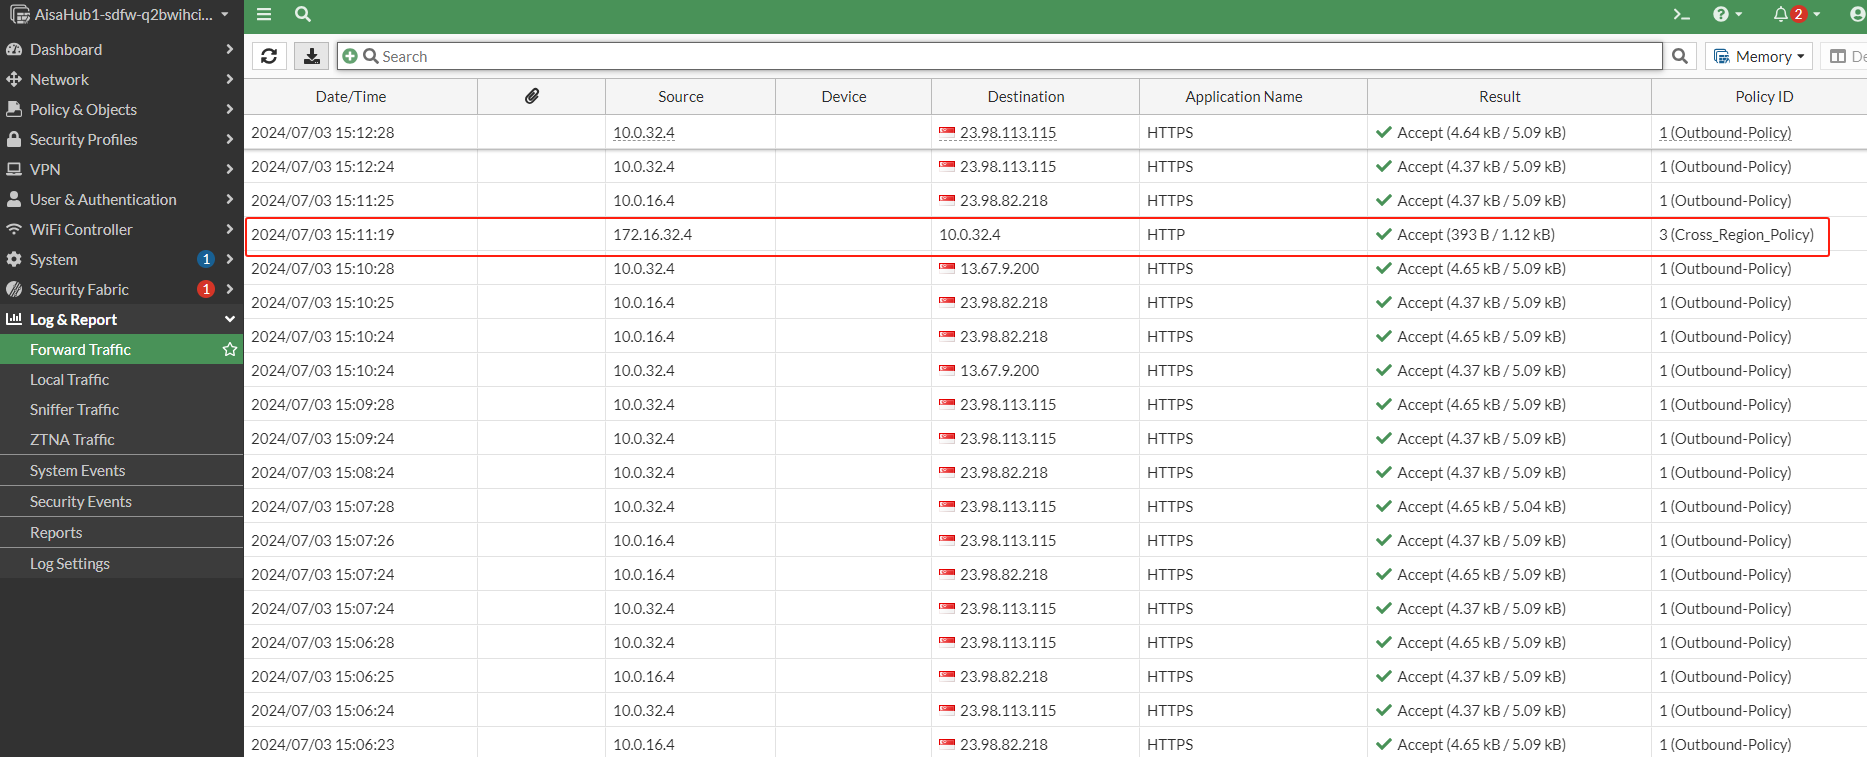 AisaHub1-sdfw-q2bwihci...
2
Dashboard
Network
Policy & Objects
Security Profiles
VPN
User & Authentication
WiFi Controller
System 1
Security Fabric 1
Log & Report
Forward Traffic
Local Traffic
Sniffer Traffic
ZTNA Traffic
System Events
Security Events
Reports
Log Settings
Search
Memory
De
Date/Time Source Device Destination Application Name Result Policy ID
2024/07/03 15:12:28 10.0.32.4 23.98.113.115 HTTPS Accept (4.64 kB / 5.09 kB) 1 (Outbound-Policy)
2024/07/03 15:12:24 10.0.32.4 23.98.113.115 HTTPS Accept (4.37 kB / 5.09 kB) 1 (Outbound-Policy)
2024/07/03 15:11:25 10.0.16.4 23.98.82.218 HTTPS Accept (4.37 kB / 5.09 kB) 1 (Outbound-Policy)
2024/07/03 15:11:19 172.16.32.4 10.0.32.4 HTTP Accept (393 B / 1.12 kB) 3 (Cross_Region_Policy)
2024/07/03 15:10:28 10.0.32.4 13.67.9.200 HTTPS Accept (4.65 kB / 5.09 kB) 1 (Outbound-Policy)
2024/07/03 15:10:25 10.0.16.4 23.98.82.218 HTTPS Accept (4.37 kB / 5.09 kB) 1 (Outbound-Policy)
2024/07/03 15:10:24 10.0.16.4 23.98.82.218 HTTPS Accept (4.65 kB / 5.09 kB) 1 (Outbound-Policy)
2024/07/03 15:10:24 10.0.32.4 13.67.9.200 HTTPS Accept (4.37 kB / 5.09 kB) 1 (Outbound-Policy)
2024/07/03 15:09:28 10.0.32.4 23.98.113.115 HTTPS Accept (4.65 kB / 5.09 kB) 1 (Outbound-Policy)
2024/07/03 15:09:24 10.0.32.4 23.98.113.115 HTTPS Accept (4.37 kB / 5.09 kB) 1 (Outbound-Policy)
2024/07/03 15:08:24 10.0.32.4 23.98.82.218 HTTPS Accept (4.37 kB / 5.09 kB) 1 (Outbound-Policy)
2024/07/03 15:07:28 10.0.32.4 23.98.113.115 HTTPS Accept (4.65 kB / 5.04 kB) 1 (Outbound-Policy)
2024/07/03 15:07:26 10.0.16.4 23.98.113.115 HTTPS Accept (4.37 kB / 5.09 kB) 1 (Outbound-Policy)
2024/07/03 15:07:24 10.0.16.4 23.98.82.218 HTTPS Accept (4.65 kB / 5.09 kB) 1 (Outbound-Policy)
2024/07/03 15:07:24 10.0.32.4 23.98.113.115 HTTPS Accept (4.37 kB / 5.09 kB) 1 (Outbound-Policy)
2024/07/03 15:06:28 10.0.32.4 23.98.113.115 HTTPS Accept (4.65 kB / 5.09 kB) 1 (Outbound-Policy)
2024/07/03 15:06:25 10.0.16.4 23.98.82.218 HTTPS Accept (4.37 kB / 5.09 kB) 1 (Outbound-Policy)
2024/07/03 15:06:24 10.0.32.4 23.98.113.115 HTTPS Accept (4.37 kB / 5.09 kB) 1 (Outbound-Policy)
2024/07/03 15:06:23 10.0.16.4 23.98.82.218 HTTPS Accept (4.65 kB / 5.09 kB) 1 (Outbound-Policy)